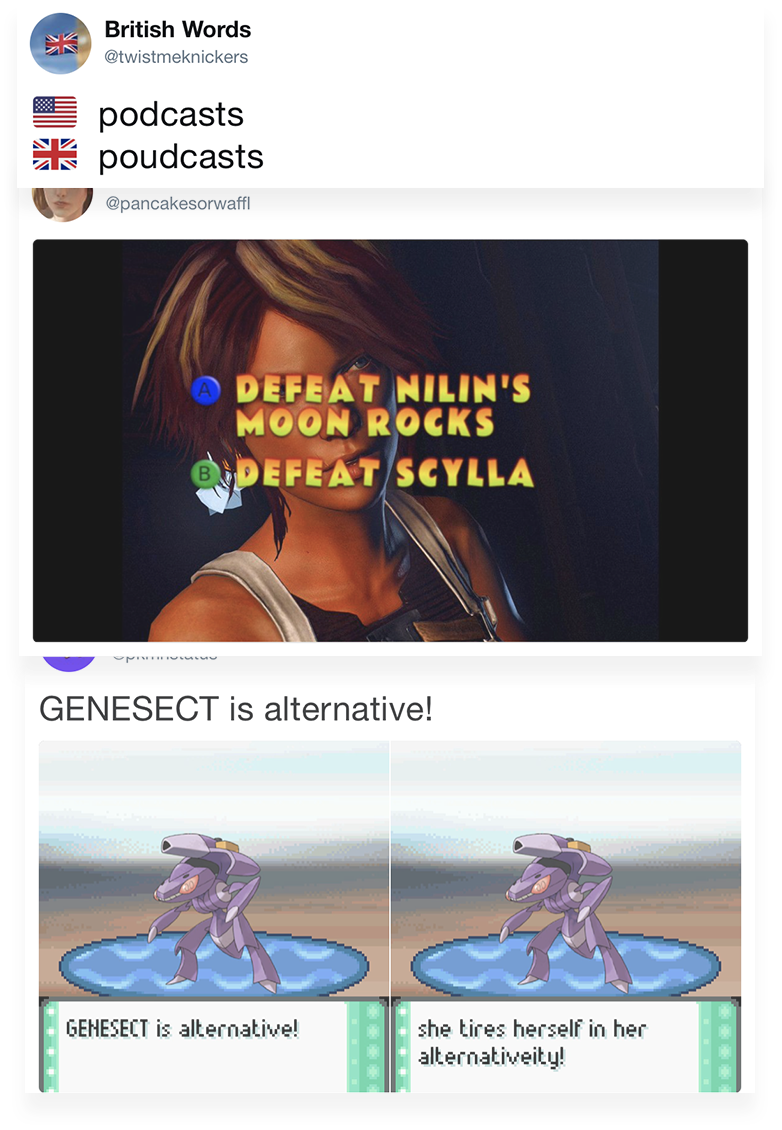 British Words
@twistmeknickers
🇺🇸 podcasts
🇬🇧 poudcasts
@pancakesorwaffl
A DEFEAT NILIN'S
MOON ROCKS
B DEFEAT SCYLLA
GENESECT is alternative!
GENESECT is alternative!
she tires herself in her
alternativeity!